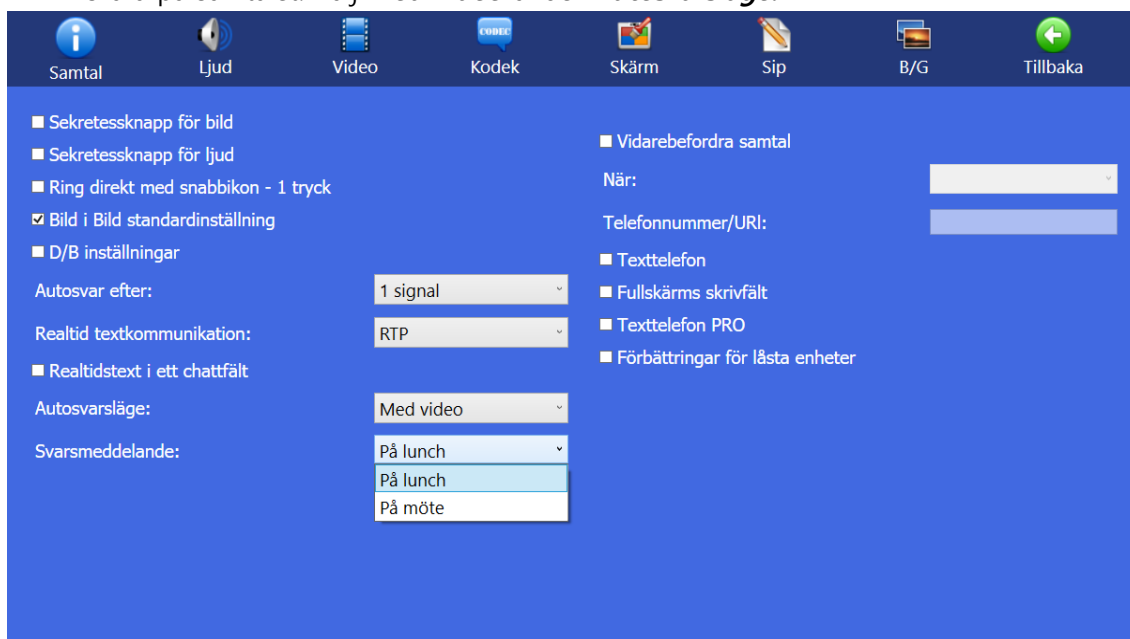 CODEC
Samtal Ljud Video Kodek Skärm Sip B/G Tillbaka
Sekretessknapp för bild
Sekretessknapp för ljud
Ring direkt med snabbikon - 1 tryck
Bild i Bild standardinställning
D/B inställningar
Autosvar efter: 1 signal
Realtid textkommunikation: RTP
Realtidstext i ett chattfält
Autosvarsläge: Med video
Svarsmeddelande: På lunch
På lunch
På möte
Vidarebefordra samtal
När:
Telefonnummer/URI:
Texttelefon
Fullskärms skrivfält
Texttelefon PRO
Förbättringar för låsta enheter